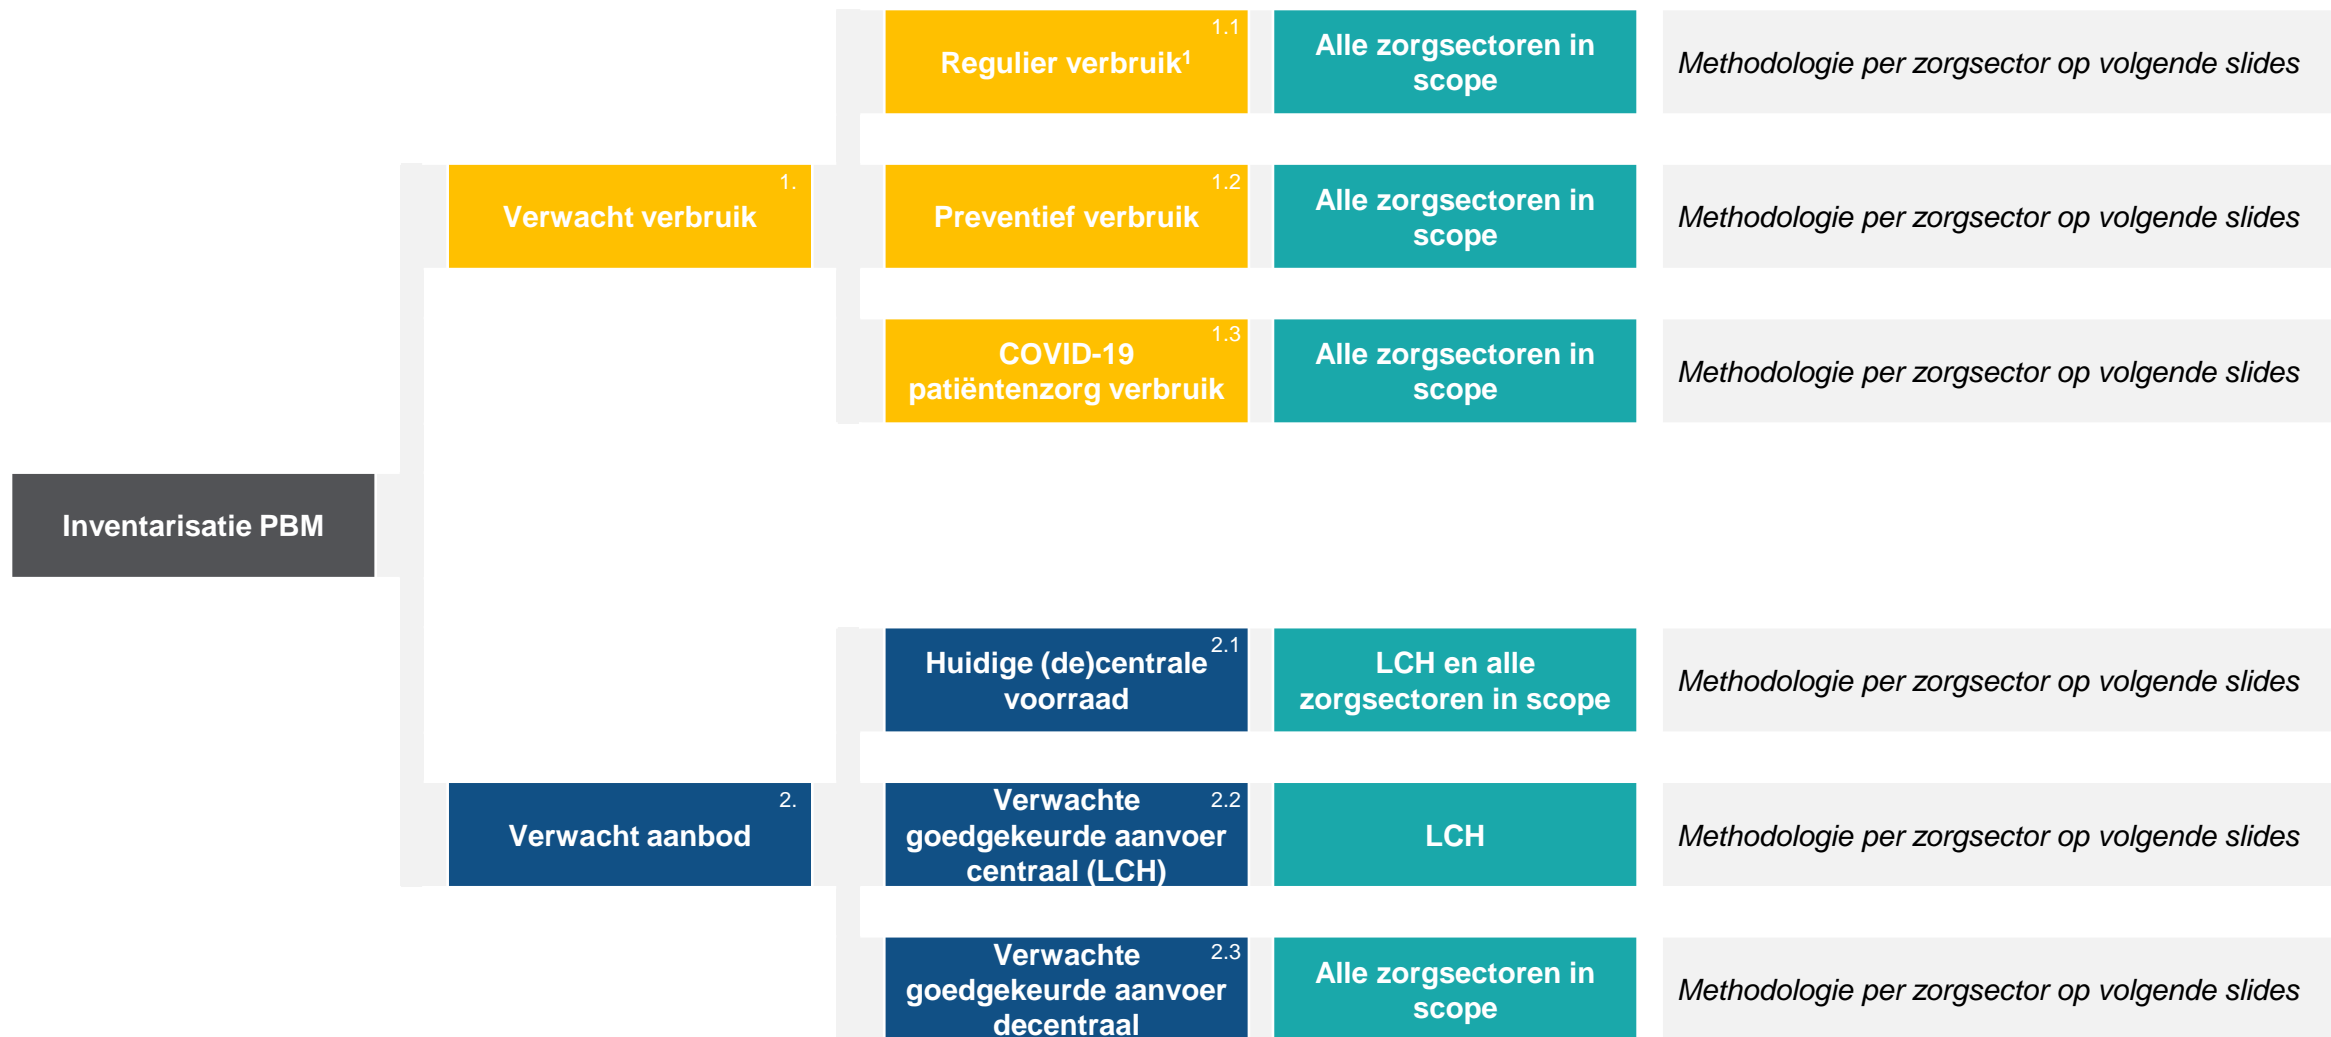 1.1
Regulier verbruik¹
Alle zorgsectoren in
scope
Methodologie per zorgsector op volgende slides
1.
Verwacht verbruik
1.2
Preventief verbruik
Alle zorgsectoren in
scope
Methodologie per zorgsector op volgende slides
1.3
COVID-19
patiëntenzorg verbruik
Alle zorgsectoren in
scope
Methodologie per zorgsector op volgende slides
Inventarisatie PBM
2.1
Huidige (de)centrale
voorraad
LCH en alle
zorgsectoren in scope
Methodologie per zorgsector op volgende slides
2.
Verwacht aanbod
2.2
Verwachte
goedgekeurde aanvoer
centraal (LCH)
LCH
Methodologie per zorgsector op volgende slides
2.3
Verwachte
goedgekeurde aanvoer
decentraal
Alle zorgsectoren in
scope
Methodologie per zorgsector op volgende slides